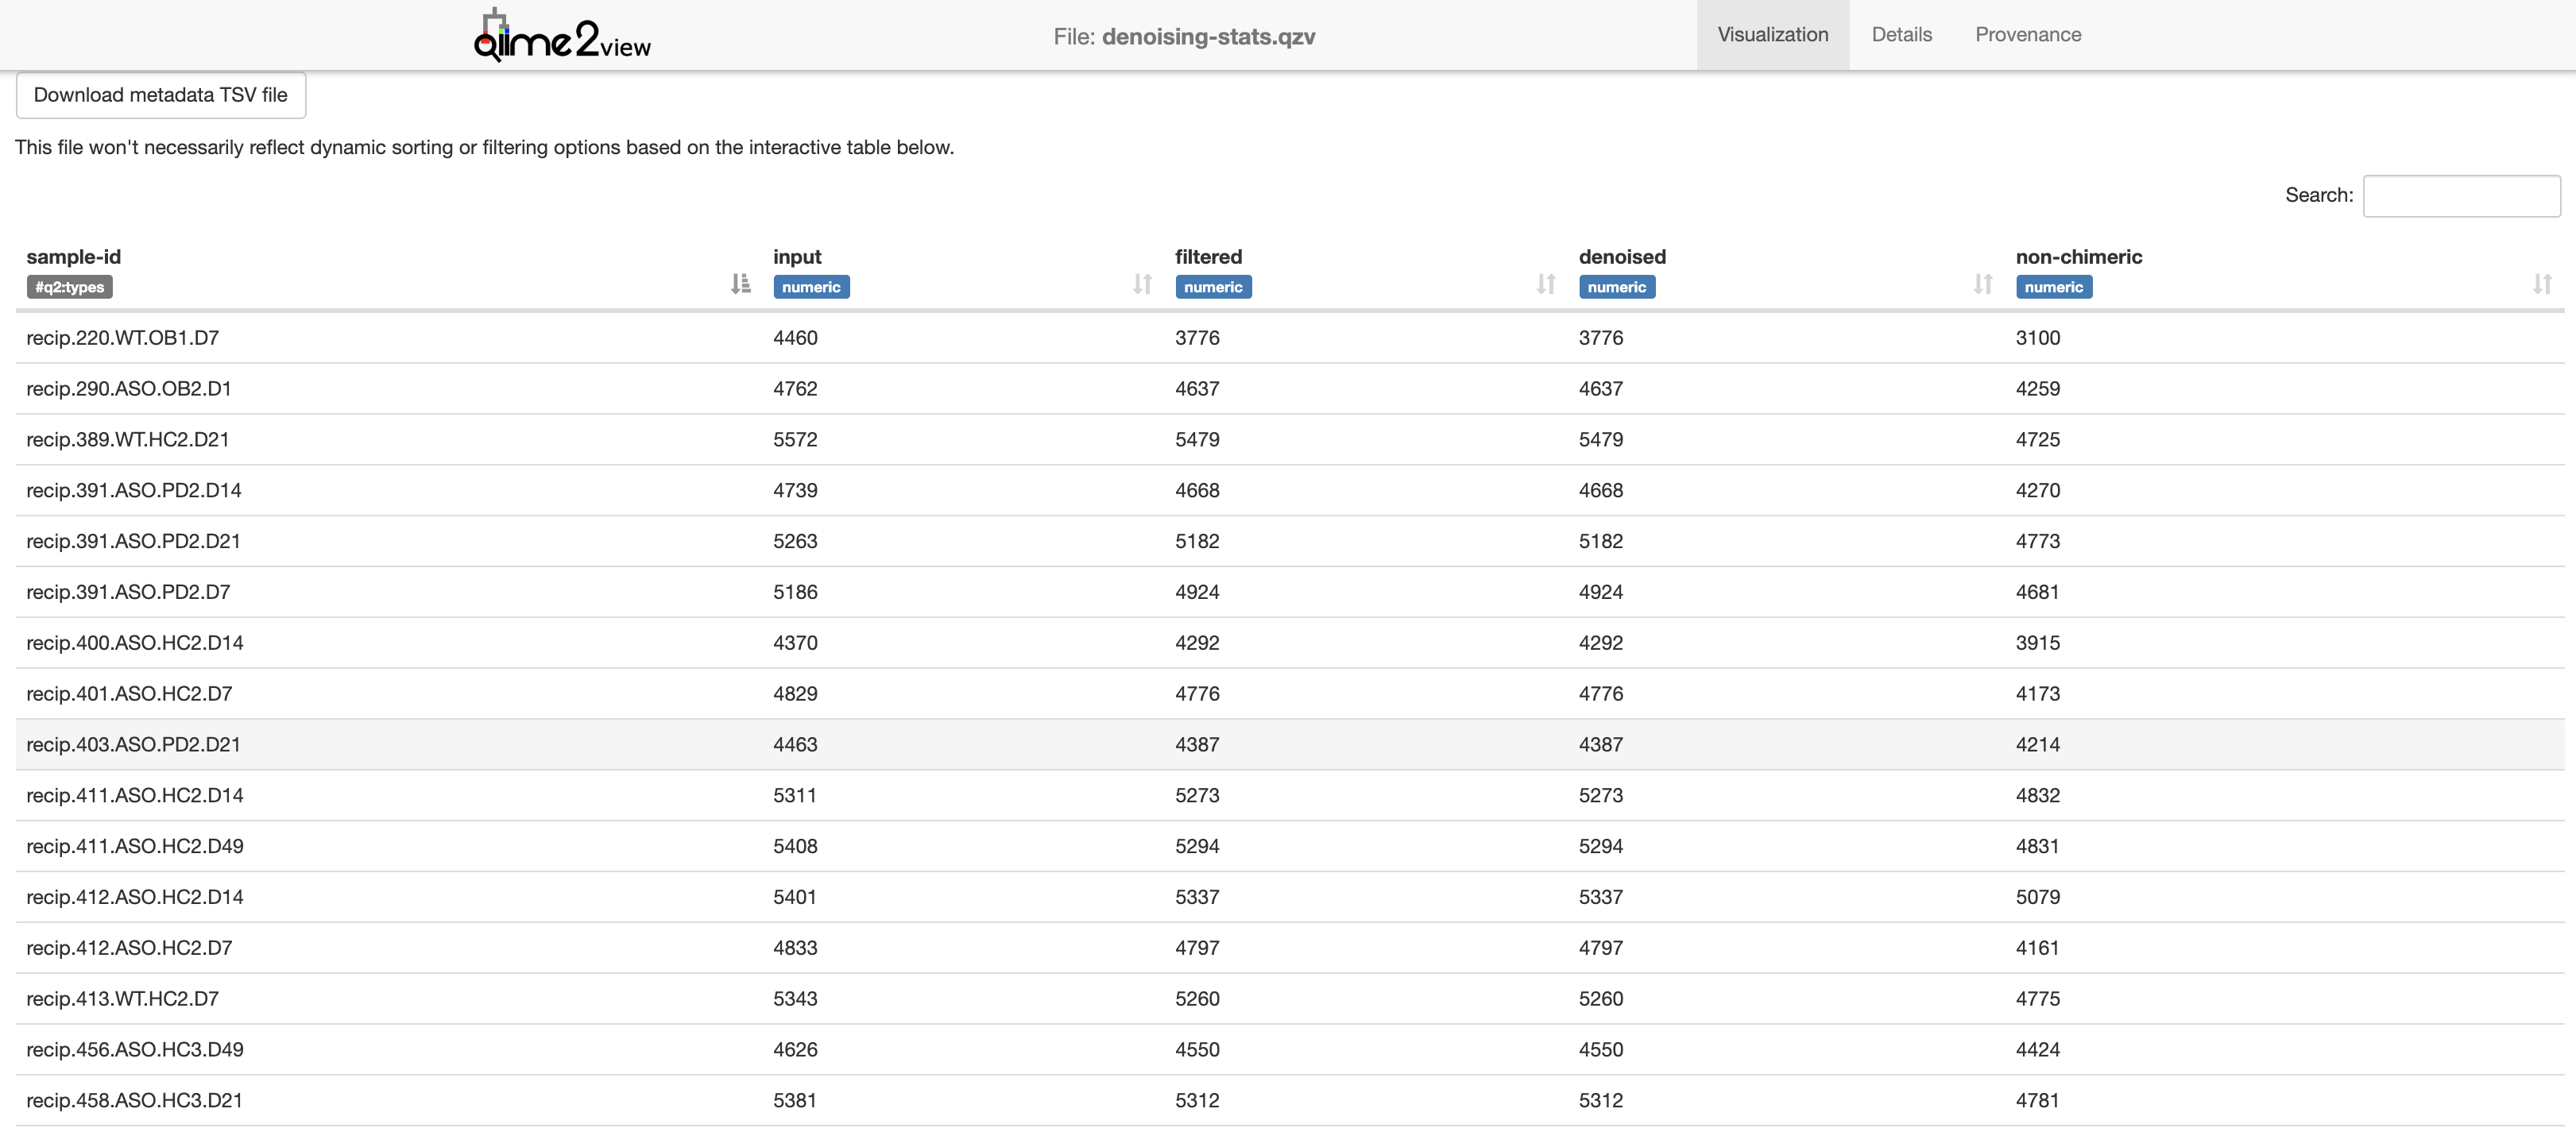 qiime2view File: denoising-stats.qzv Visualization Details Provenance
Download metadata TSV file
This file won't necessarily reflect dynamic sorting or filtering options based on the interactive table below.
Search:
sample-id input filtered denoised non-chimeric
#q2:types numeric numeric numeric numeric
recip.220.WT.OB1.D7 4460 3776 3776 3100
recip.290.ASO.OB2.D1 4762 4637 4637 4259
recip.389.WT.HC2.D21 5572 5479 5479 4725
recip.391.ASO.PD2.D14 4739 4668 4668 4270
recip.391.ASO.PD2.D21 5263 5182 5182 4773
recip.391.ASO.PD2.D7 5186 4924 4924 4681
recip.400.ASO.HC2.D14 4370 4292 4292 3915
recip.401.ASO.HC2.D7 4829 4776 4776 4173
recip.403.ASO.PD2.D21 4463 4387 4387 4214
recip.411.ASO.HC2.D14 5311 5273 5273 4832
recip.411.ASO.HC2.D49 5408 5294 5294 4831
recip.412.ASO.HC2.D14 5401 5337 5337 5079
recip.412.ASO.HC2.D7 4833 4797 4797 4161
recip.413.WT.HC2.D7 5343 5260 5260 4775
recip.456.ASO.HC3.D49 4626 4550 4550 4424
recip.458.ASO.HC3.D21 5381 5312 5312 4781